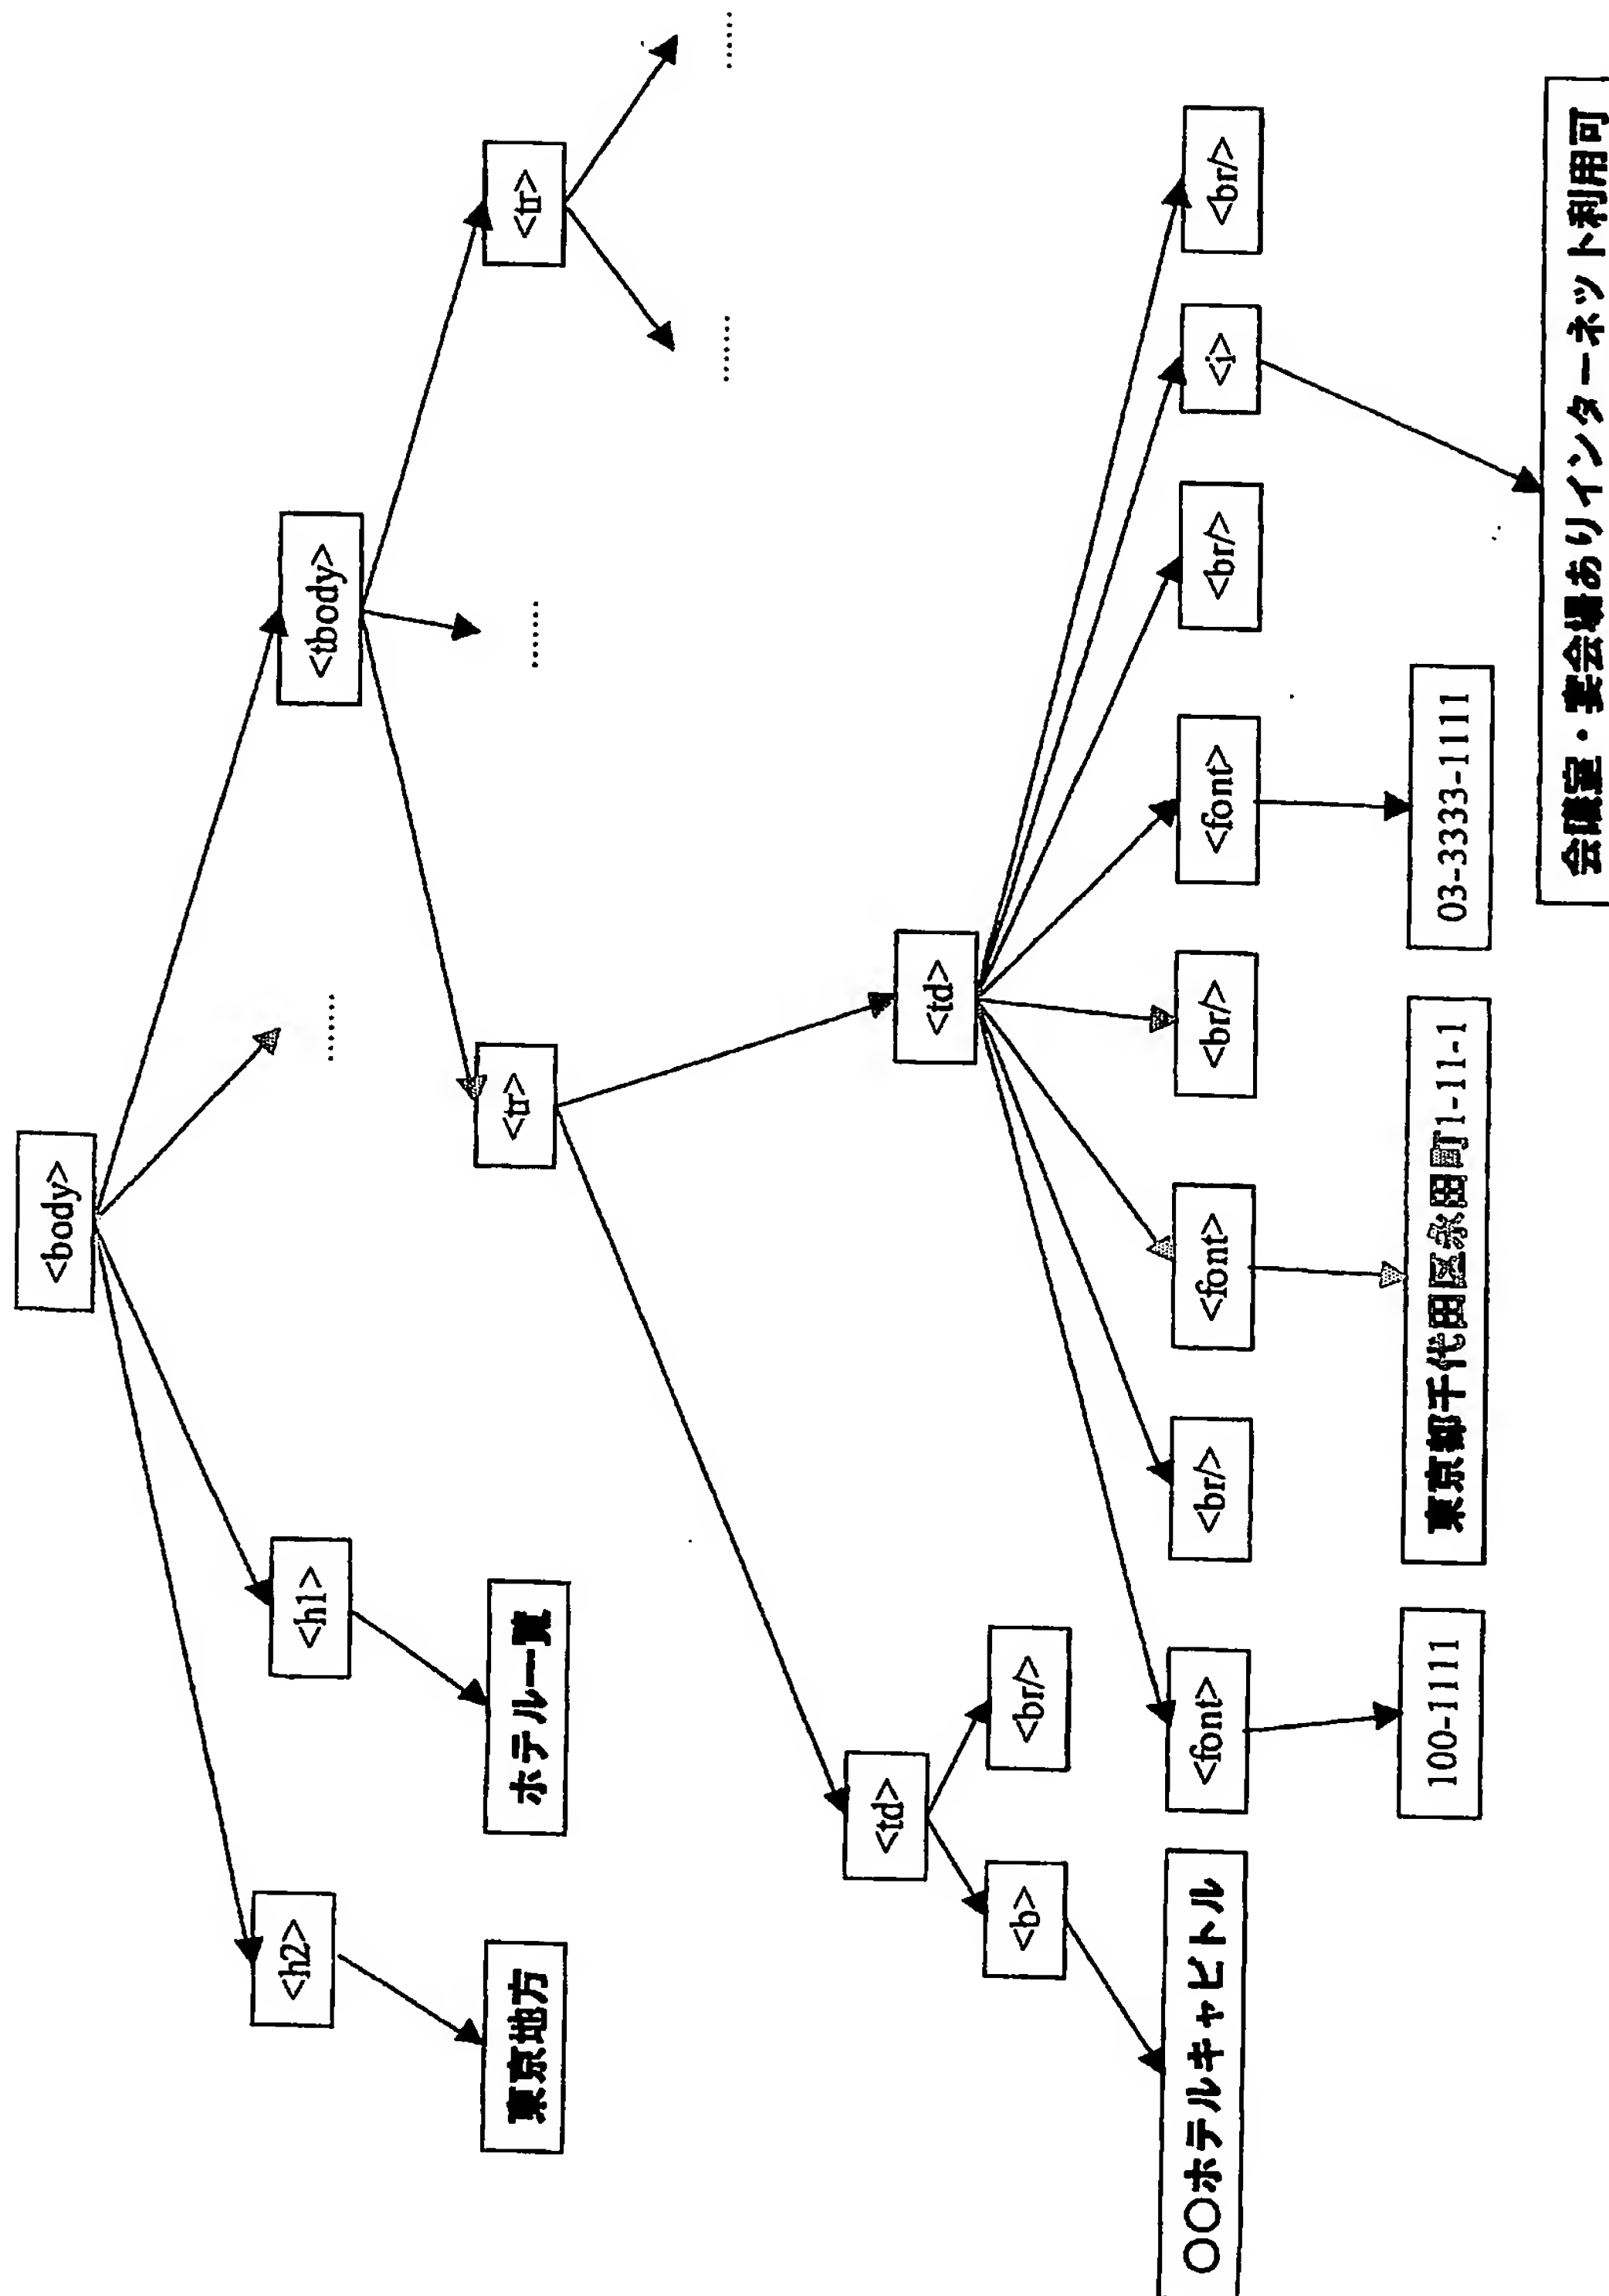 <body>
<h2>
<h1>
.......
<tbody>
東京地方
ホテル一覧
<tr>
.......
<tr>
......
......
<td>
<td>
<b>
<br/>
〇〇ホテルキャピトル
<font>
<br/>
<font>
<br/>
<font>
<br/>
<i>
<br/>
100-1111
東京都千代田区永田町1-11-1
03-3333-1111
会議室・宴会場ありインターネット利用可